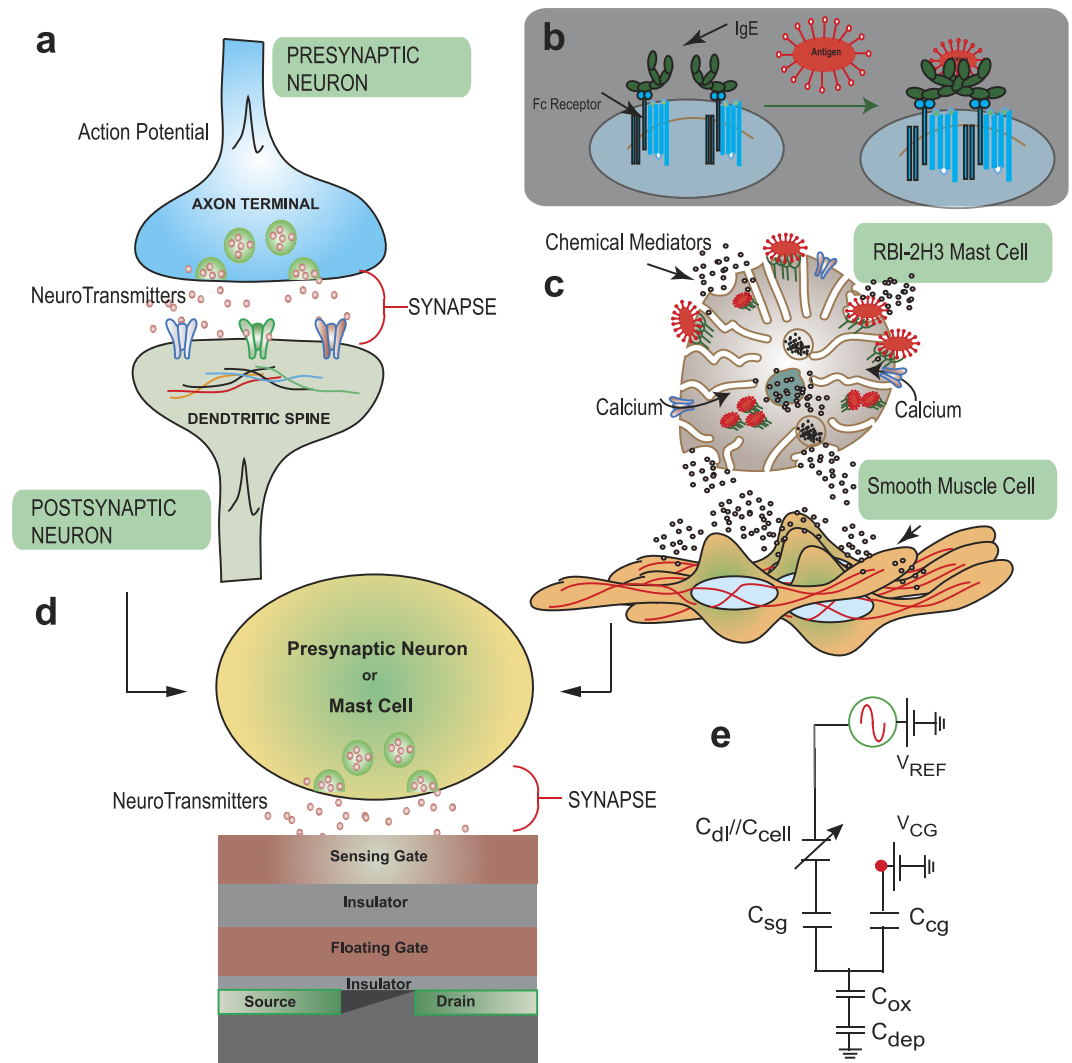 a
PRESYNAPTIC
NEURON
Action Potential
AXON TERMINAL
NeuroTransmitters
SYNAPSE
DENDTRITIC SPINE
POSTSYNAPTIC
NEURON
b
IgE
Antigen
Fc Receptor
c
Chemical Mediators
RBI-2H3 Mast Cell
Calcium
Calcium
Smooth Muscle Cell
d
Presynaptic Neuron
or
Mast Cell
NeuroTransmitters
SYNAPSE
Sensing Gate
Insulator
Floating Gate
Insulator
Source
Drain
e
VREF
Cdl//Ccell
VCG
Csg
Ccg
Cox
Cdep